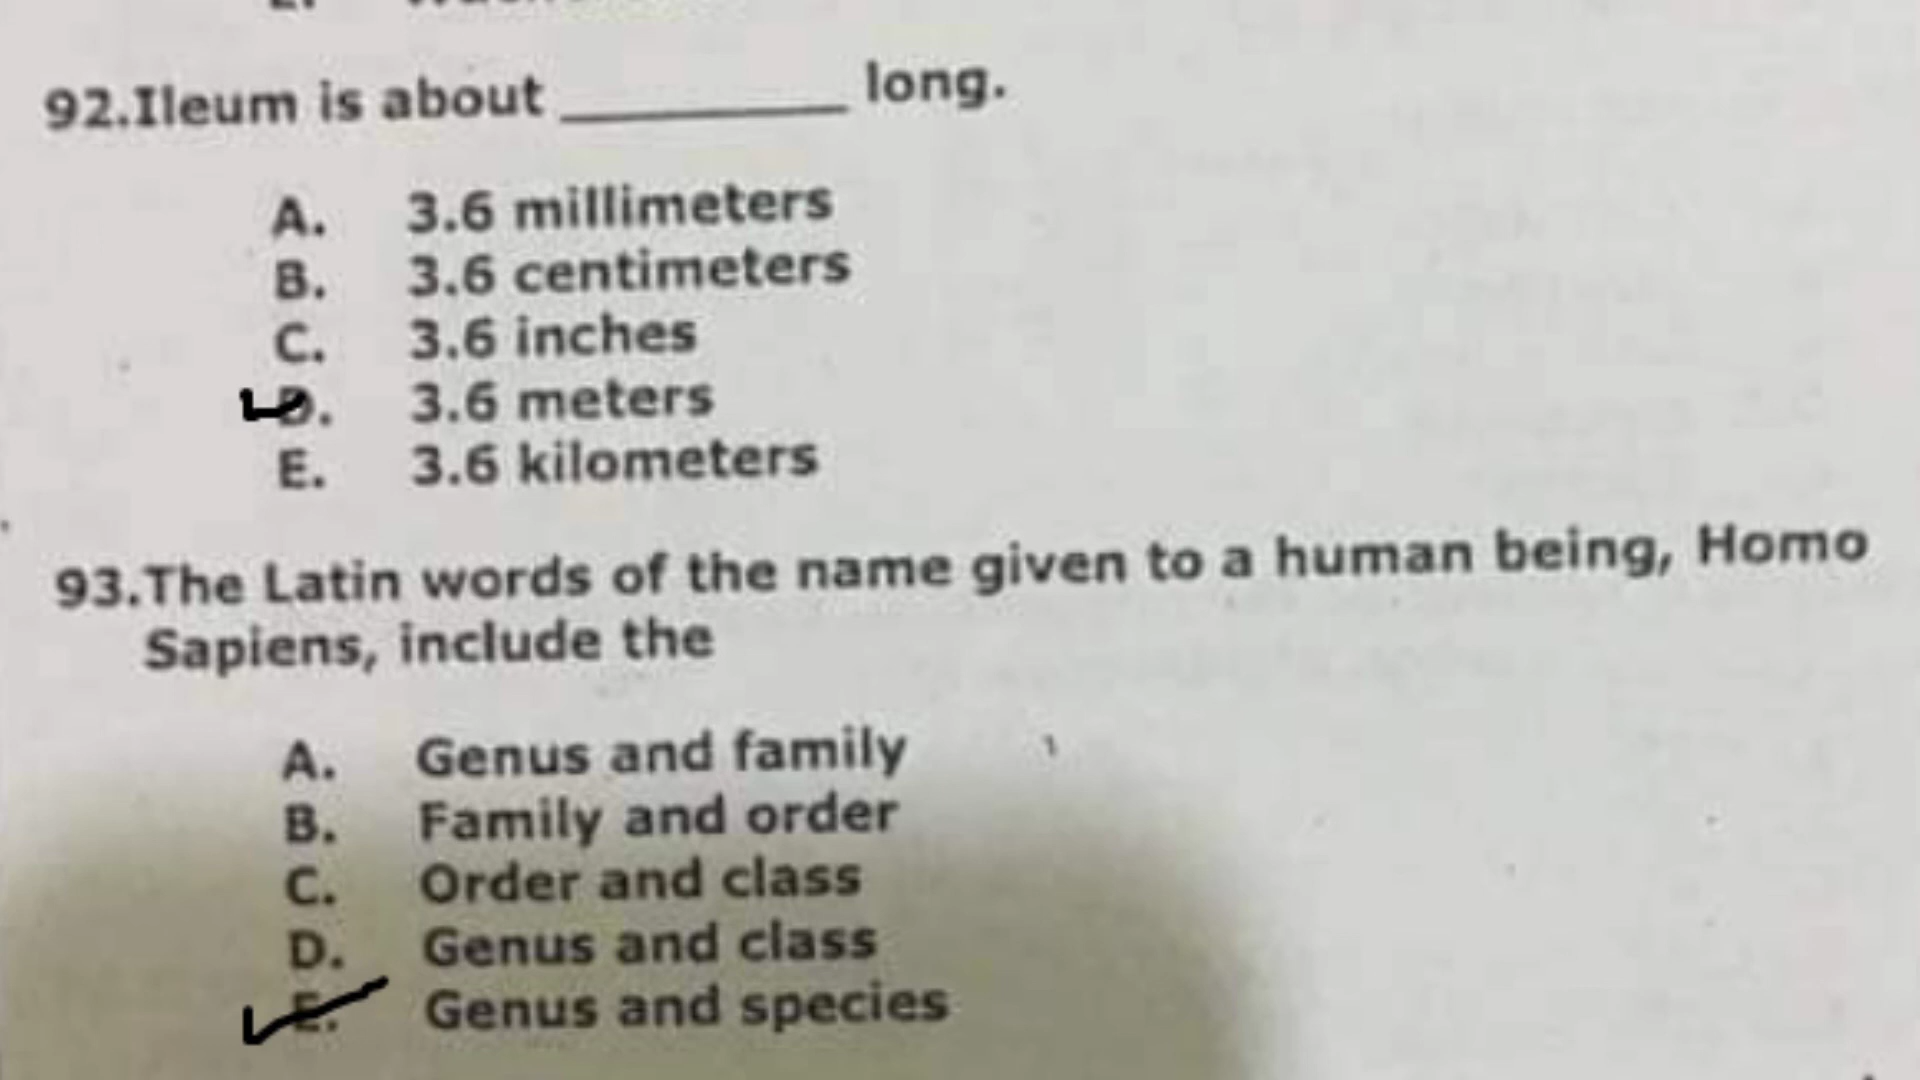 92.Ileum is about ________ long.
A. 3.6 millimeters
B. 3.6 centimeters
C. 3.6 inches
D. 3.6 meters
E. 3.6 kilometers
93.The Latin words of the name given to a human being, Homo
Sapiens, include the
A. Genus and family
B. Family and order
C. Order and class
D. Genus and class
E. Genus and species